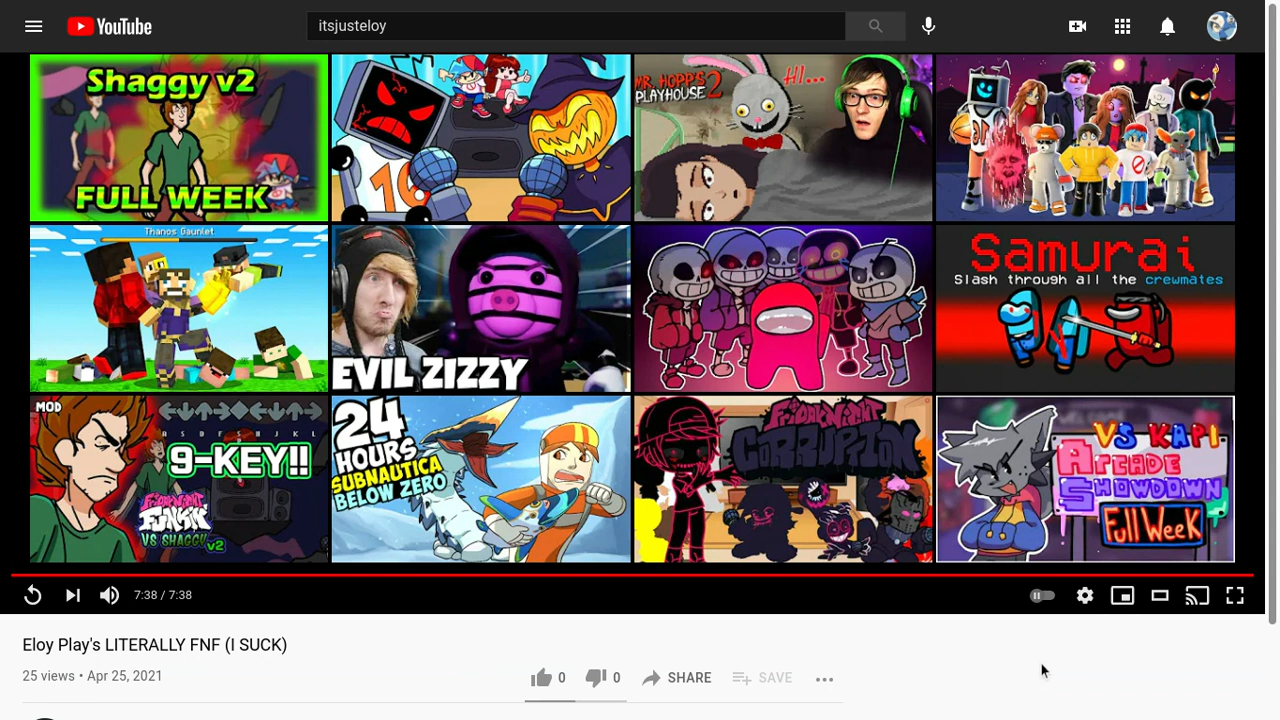 YouTube
itsjusteloy
Shaggy v2
FULL WEEK
16
MR. HOPP'S
PLAYHOUSE 2
HI...
Thanos Gauntlet
EVIL ZIZZY
Samurai
Slash through all the crewmates
MOD
A S D F H J K L
9-KEY!!
FRIDAY NIGHT
FUNKIN'
VS SHAGGY v2
24
HOURS
SUBNAUTICA
BELOW ZERO
FRIDAY NIGHT
CORRUPTION
VS KAPI
ARCADE
SHOWDOWN
Full Week
7:38 / 7:38
Eloy Play's LITERALLY FNF (I SUCK)
25 views • Apr 25, 2021
0
0
SHARE
SAVE